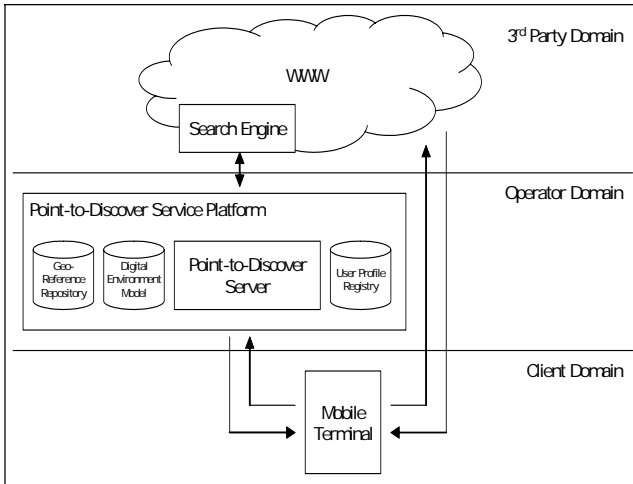 3rd Party Domain
WWW
Search Engine
Operator Domain
Point-to-Discover Service Platform
Geo-
Reference
Repository
Digital
Environment
Model
Point-to-Discover
Server
User Profile
Registry
Client Domain
Mobile
Terminal